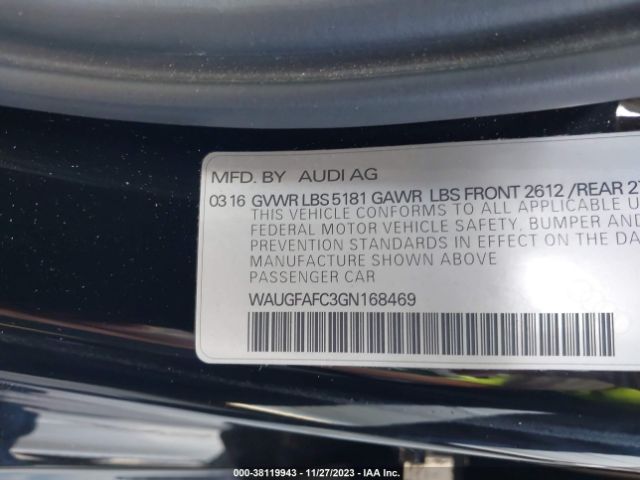 MFD. BY AUDI AG
03 16 GVWR LBS 5181 GAWR LBS FRONT 2612 /REAR
THIS VEHICLE CONFORMS TO ALL APPLICABLE
FEDERAL MOTOR VEHICLE SAFETY, BUMPER AND
PREVENTION STANDARDS IN EFFECT ON THE
MANUFACTURE SHOWN ABOVE
PASSENGER CAR
WAUGFAFC3GN168469
000-38119943 - 11/27/2023 - IAA Inc.